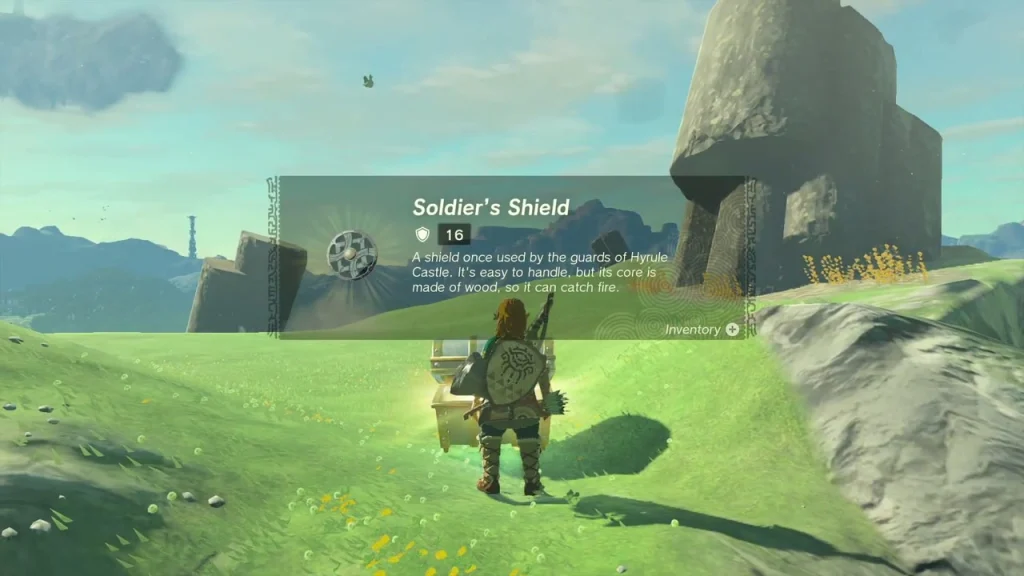 Soldier's Shield
16
A shield once used by the guards of Hyrule
Castle. It's easy to handle, but its core is
made of wood, so it can catch fire.
Inventory